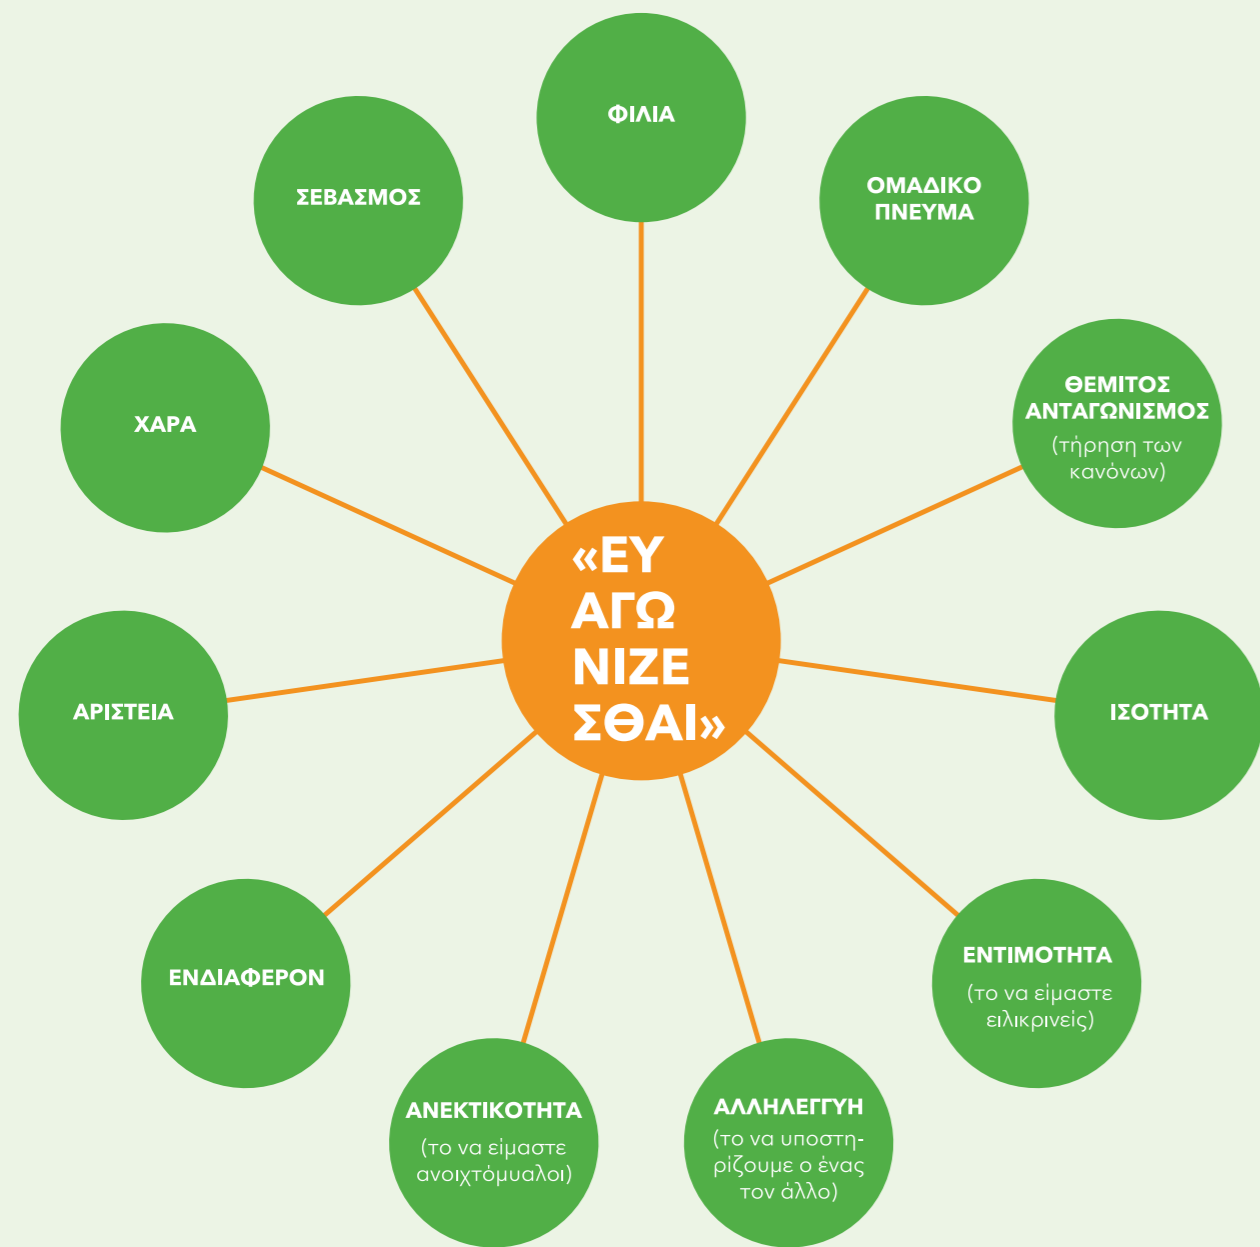 ΦΙΛΙΑ
ΟΜΑΔΙΚΟ
ΠΝΕΥΜΑ
ΘΕΜΙΤΟΣ
ΑΝΤΑΓΩΝΙΣΜΟΣ
(τήρηση των
κανόνων)
ΙΣΟΤΗΤΑ
ΕΝΤΙΜΟΤΗΤΑ
(το να είμαστε
ειλικρινείς)
ΑΛΛΗΛΕΓΓΥΗ
(το να υποστη-
ρίζουμε ο ένας
τον άλλο)
ΑΝΕΚΤΙΚΟΤΗΤΑ
(το να είμαστε
ανοιχτόμυαλοι)
ΕΝΔΙΑΦΕΡΟΝ
ΑΡΙΣΤΕΙΑ
ΧΑΡΑ
ΣΕΒΑΣΜΟΣ
«ΕΥ
ΑΓΩ
ΝΙΖΕ
ΣΘΑΙ»